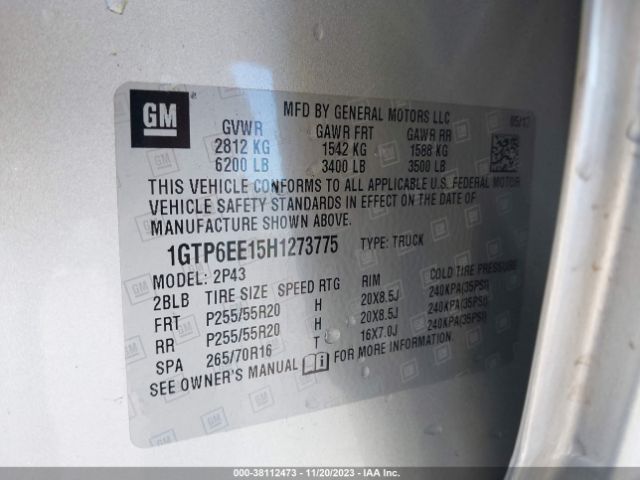 GM
MFD BY GENERAL MOTORS LLC 05/17
GVWR GAWR FRT GAWR RR
2812 KG 1542 KG 1588 KG
6200 LB 3400 LB 3500 LB
THIS VEHICLE CONFORMS TO ALL APPLICABLE U.S. FEDERAL MOTOR
VEHICLE SAFETY STANDARDS IN EFFECT ON THE DATE OF
MANUFACTURE SHOWN ABOVE.
1GTP6EE15H1273775 TYPE: TRUCK
MODEL: 2P43
2BLB TIRE SIZE SPEED RTG RIM COLD TIRE PRESSURE
FRT P255/55R20 H 20X8.5J 240KPA(35PSI)
RR P255/55R20 H 20X8.5J 240KPA(35PSI)
SPA 265/70R16 T 16X7.0J 240KPA(35PSI)
SEE OWNER'S MANUAL FOR MORE INFORMATION.
000-38112473 - 11/20/2023 - IAA Inc.